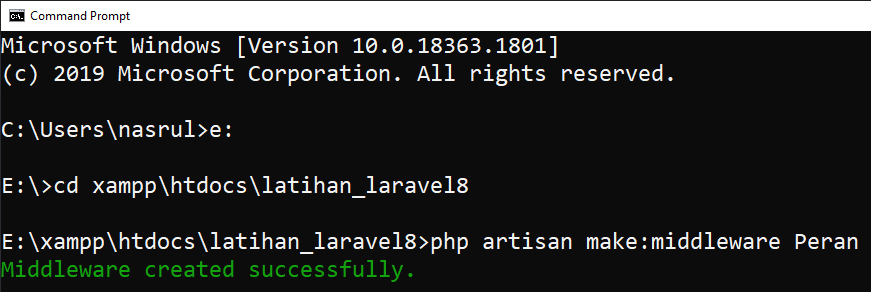 Command Prompt
Microsoft Windows [Version 10.0.18363.1801]
(c) 2019 Microsoft Corporation. All rights reserved.
C:\Users\nasrul>e:
E:\>cd xampp\htdocs\latihan_laravel8
E:\xampp\htdocs\latihan_laravel8>php artisan make:middleware Peran
Middleware created successfully.